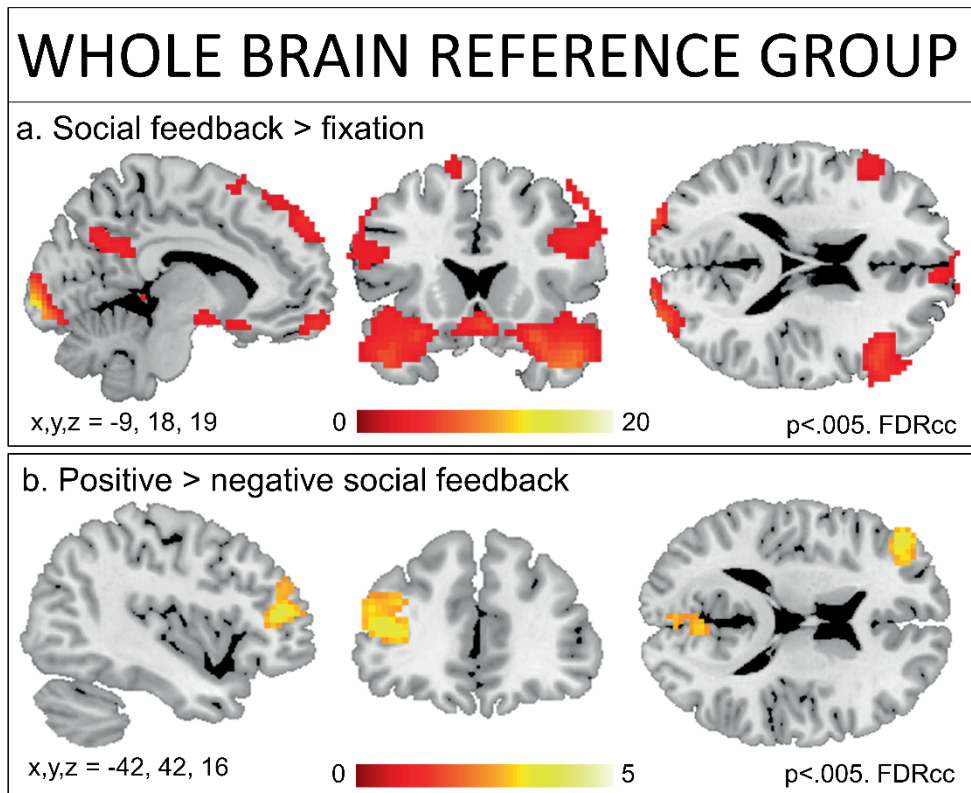 WHOLE BRAIN REFERENCE GROUP
a. Social feedback > fixation
x,y,z = -9, 18, 19
0
20
p<.005. FDRcc
b. Positive > negative social feedback
x,y,z = -42, 42, 16
0
5
p<.005. FDRcc